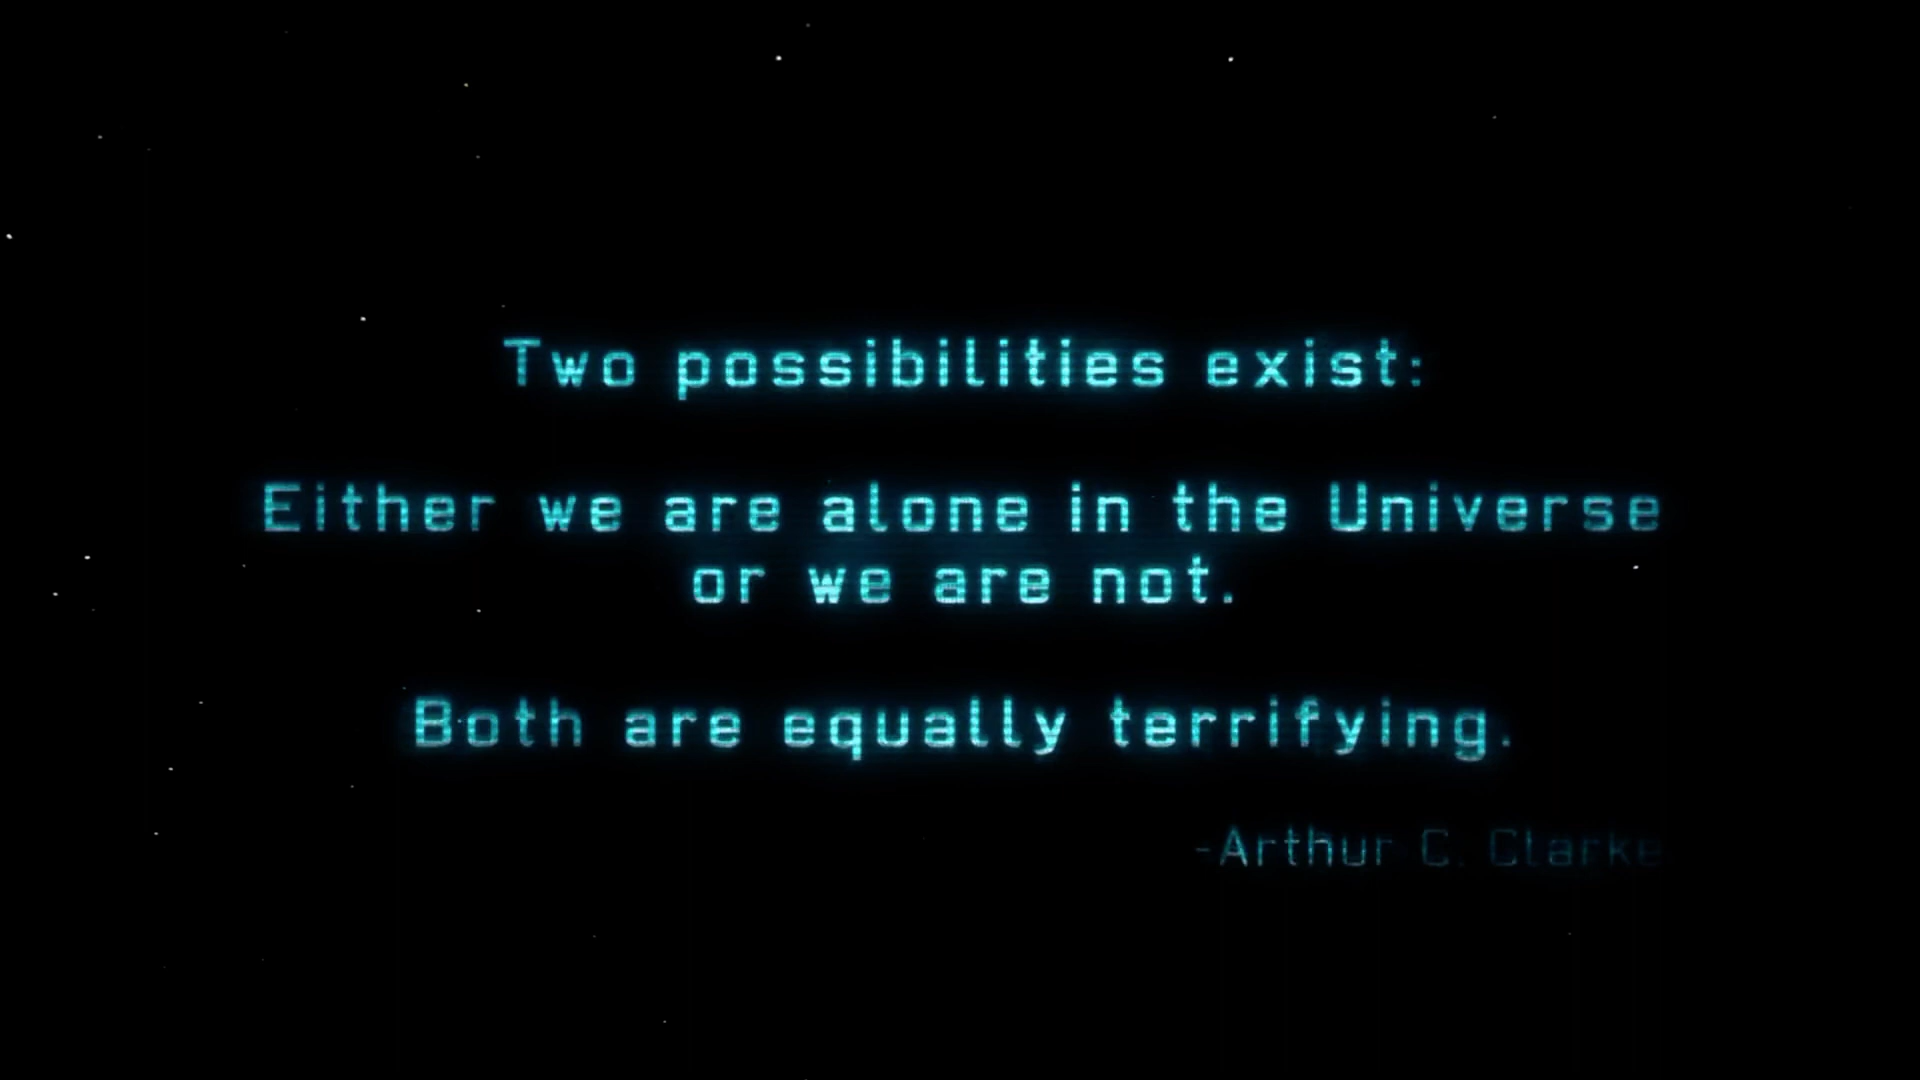 Two possibilities exist:
Either we are alone in the Universe
or we are not.
Both are equally terrifying.
-Arthur C. Clarke